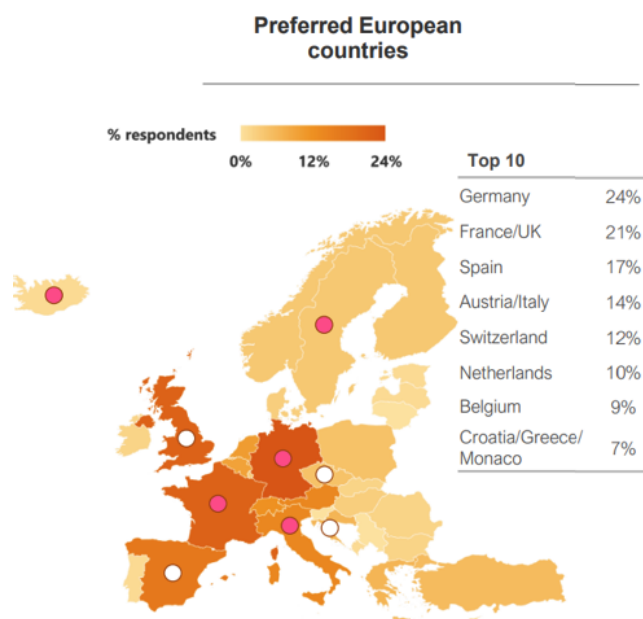 Preferred European
countries
% respondents
0% 12% 24%
Top 10
Germany 24%
France/UK 21%
Spain 17%
Austria/Italy 14%
Switzerland 12%
Netherlands 10%
Belgium 9%
Croatia/Greece/
Monaco 7%